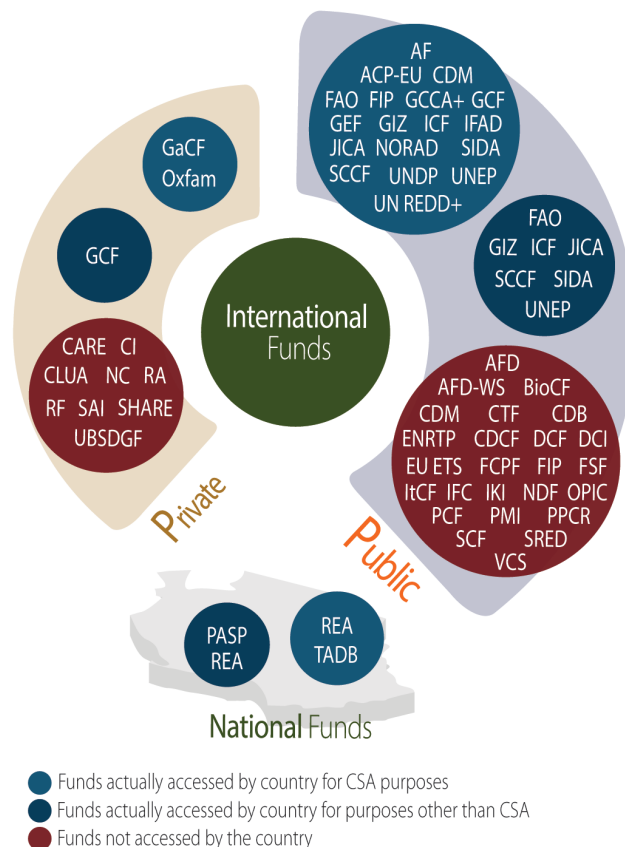 AF
ACP-EU CDM
FAO FIP GCCA+ GCF
GEF GIZ ICF IFAD
JICA NORAD SIDA
SCCF UNDP UNEP
UN REDD+
GaCF
Oxfam
FAO
GIZ ICF JICA
SCCF SIDA
UNEP
GCF
International
Funds
CARE CI
CLUA NC RA
RF SAI SHARE
UBSDGF
AFD
AFD-WS BioCF
CDM CTF CDB
ENRTP CDCF DCF DCI
EU ETS FCPF FIP FSF
ItCF IFC IKI NDF OPIC
PCF PMI PPCR
SCF SRED
VCS
Private
Public
PASP
REA
REA
TADB
National Funds
Funds actually accessed by country for CSA purposes
Funds actually accessed by country for purposes other than CSA
Funds not accessed by the country